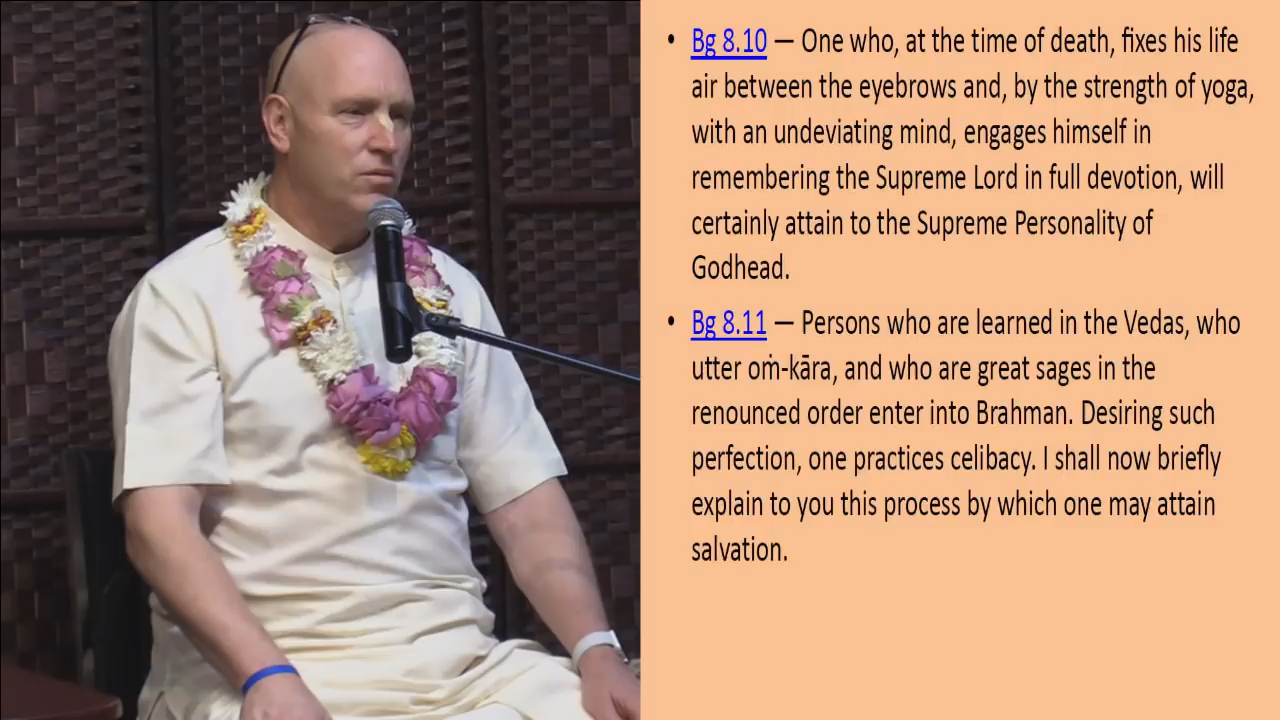 • Bg 8.10 — One who, at the time of death, fixes his life
air between the eyebrows and, by the strength of yoga,
with an undeviating mind, engages himself in
remembering the Supreme Lord in full devotion, will
certainly attain to the Supreme Personality of
Godhead.
• Bg 8.11 — Persons who are learned in the Vedas, who
utter oṁ-kāra, and who are great sages in the
renounced order enter into Brahman. Desiring such
perfection, one practices celibacy. I shall now briefly
explain to you this process by which one may attain
salvation.